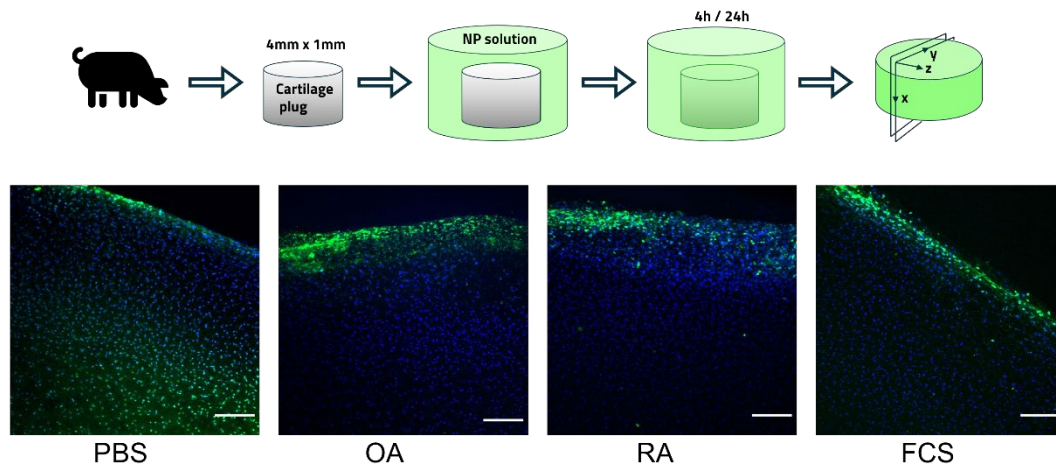 4mm x 1mm
Cartilage
plug
NP solution
4h / 24h
y
z
x
PBS
OA
RA
FCS